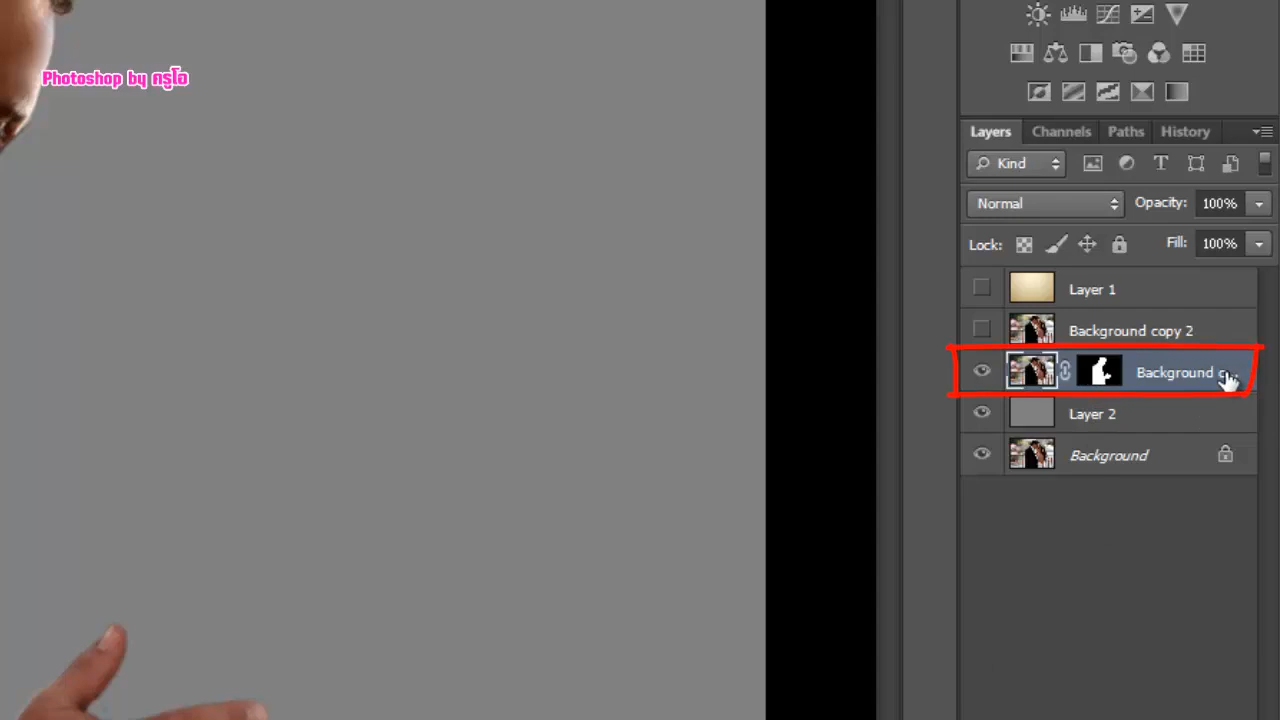 Photoshop by ครูโอ
Layers Channels Paths History
Kind
Normal Opacity: 100%
Lock: Fill: 100%
Layer 1
Background copy 2
Background c...
Layer 2
Background